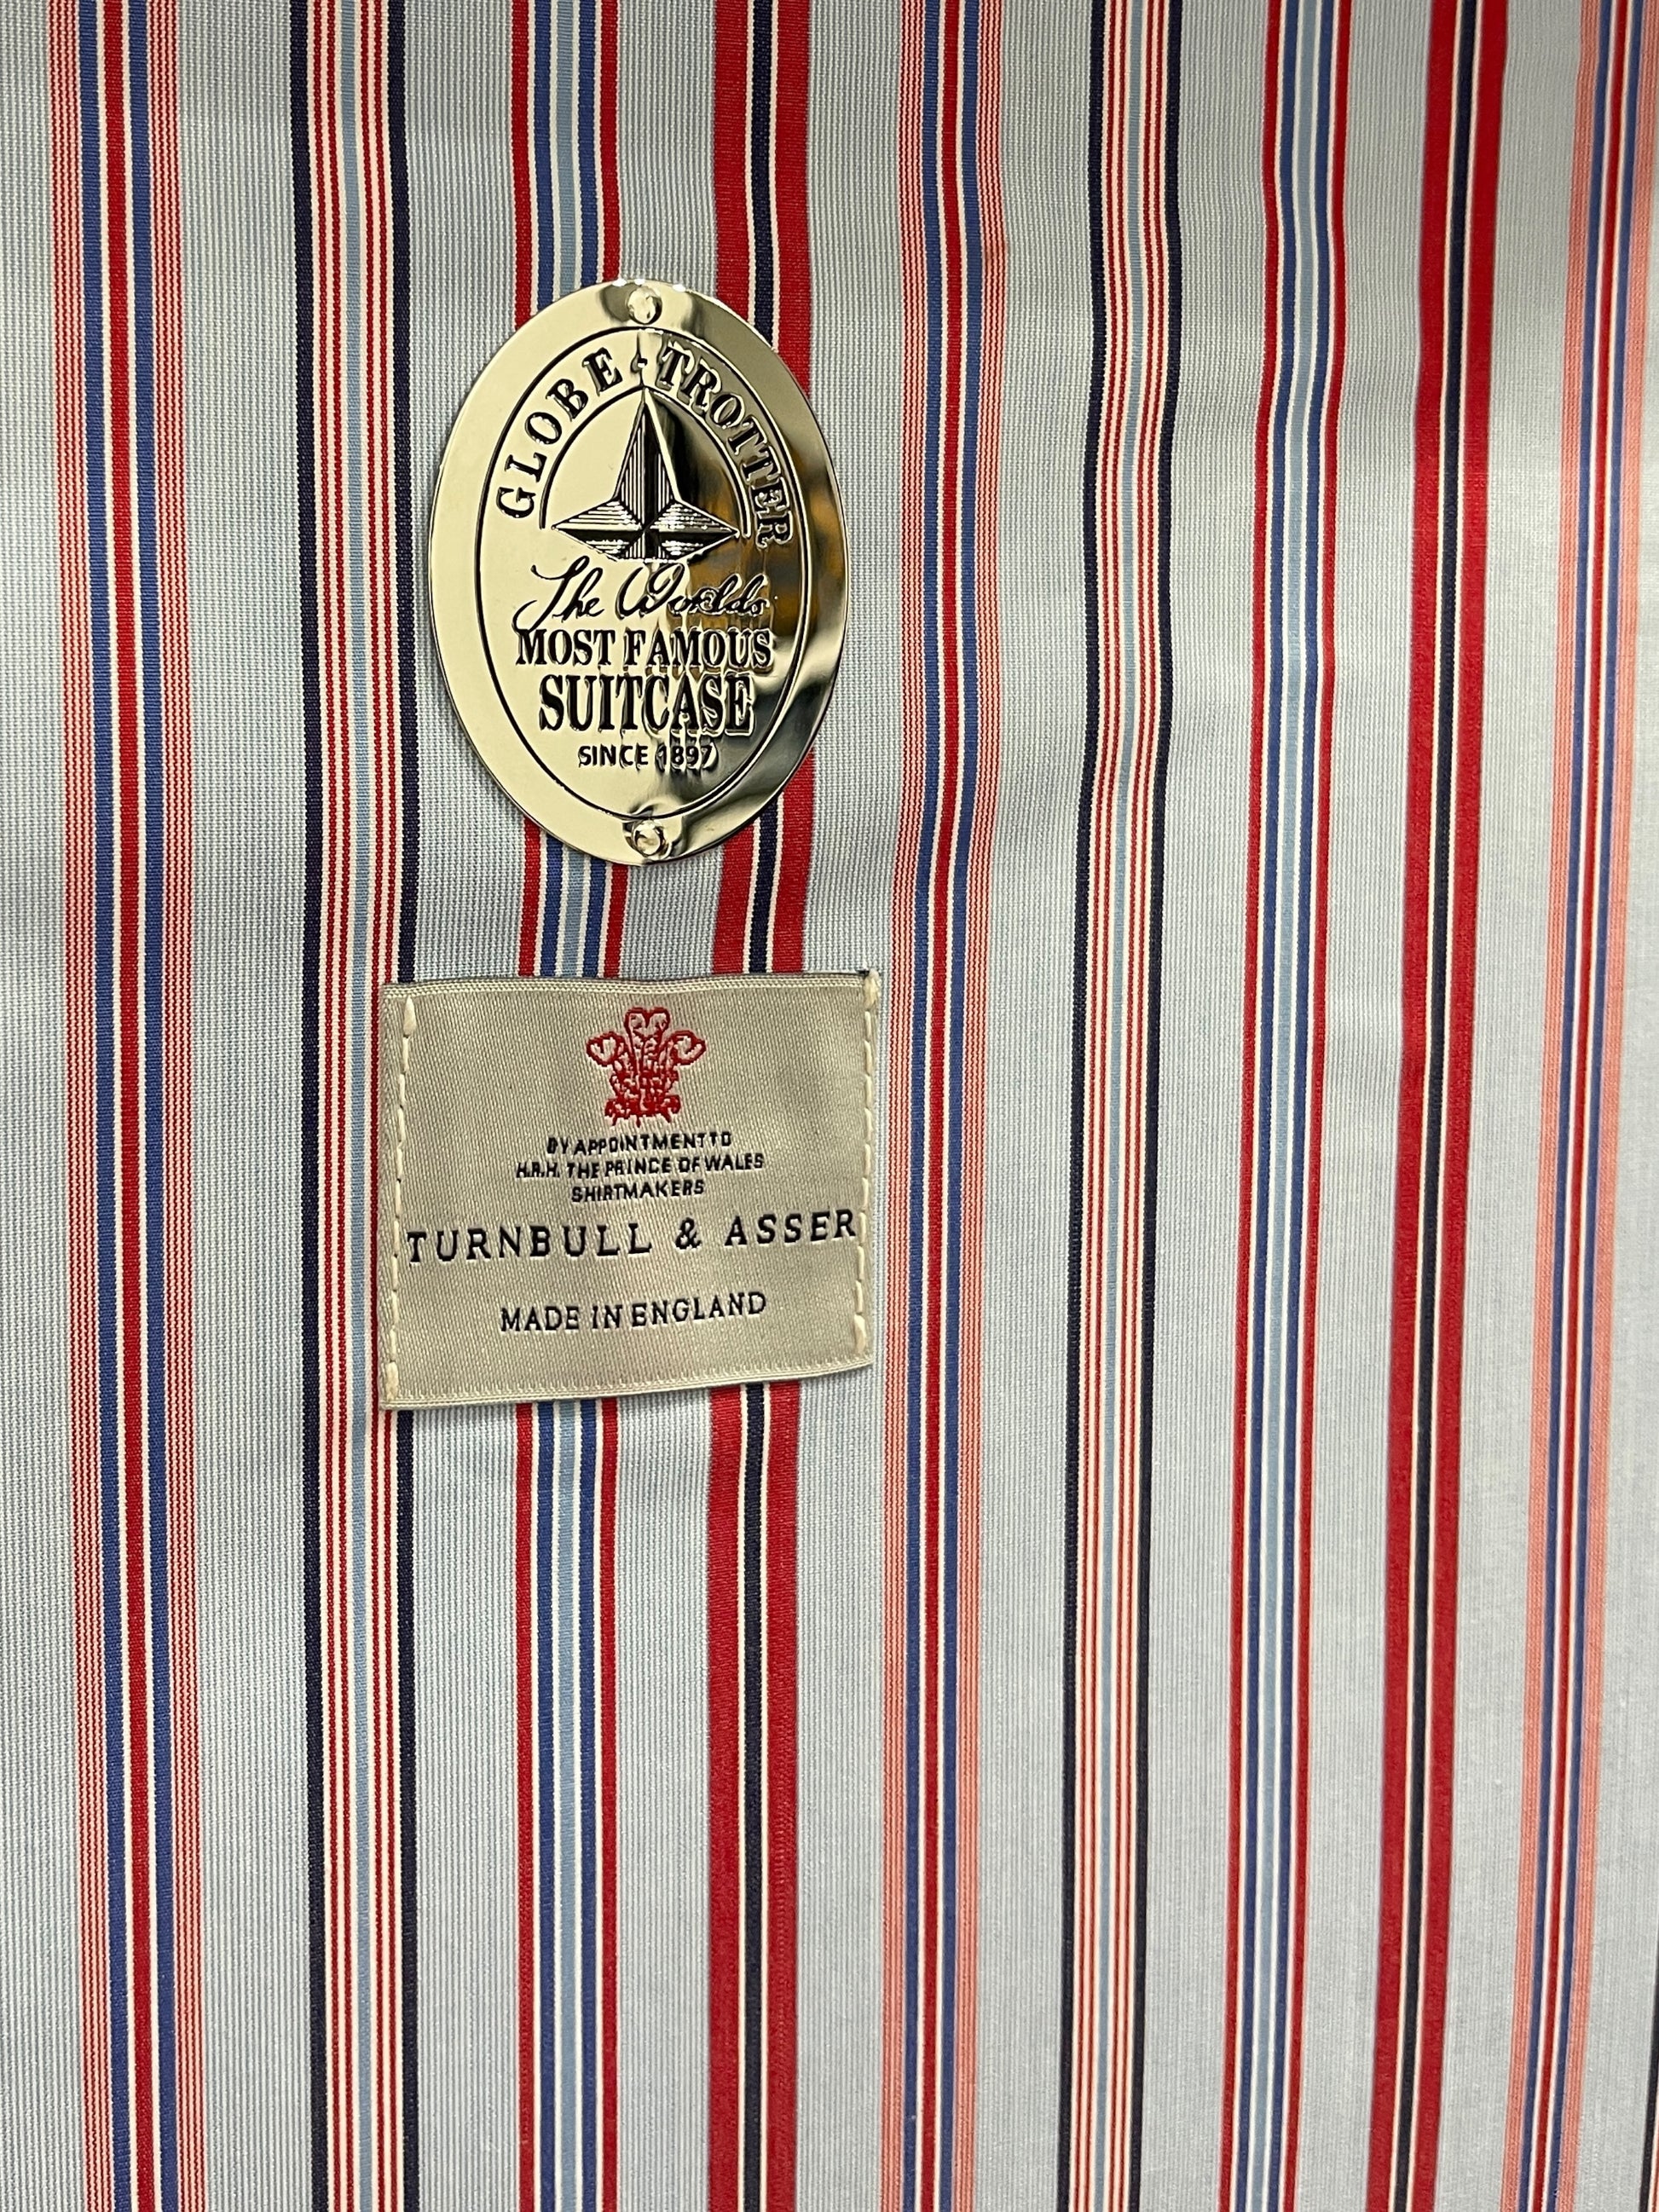 GLOBE-TROTTER
The Worlds
MOST FAMOUS
SUITCASE
SINCE 1897
BY APPOINTMENT TO
H.R.H. THE PRINCE OF WALES
SHIRTMAKERS
TURNBULL & ASSER
MADE IN ENGLAND